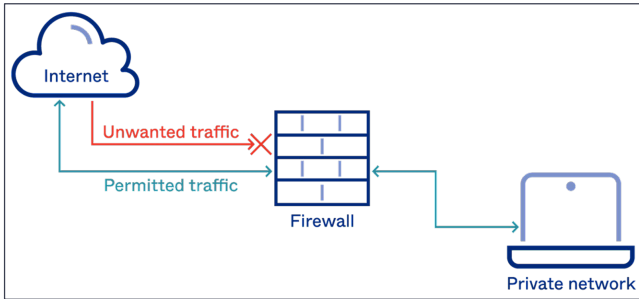 Internet
Unwanted traffic
Permitted traffic
Firewall
Private network